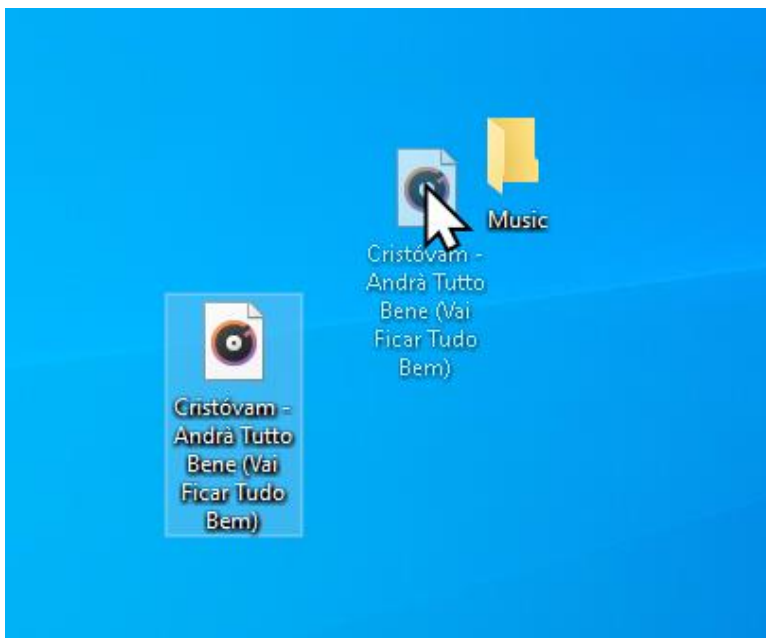 Music
Cristóvam -
Andrà Tutto
Bene (Vai
Ficar Tudo
Bem)
Cristóvam -
Andrà Tutto
Bene (Vai
Ficar Tudo
Bem)